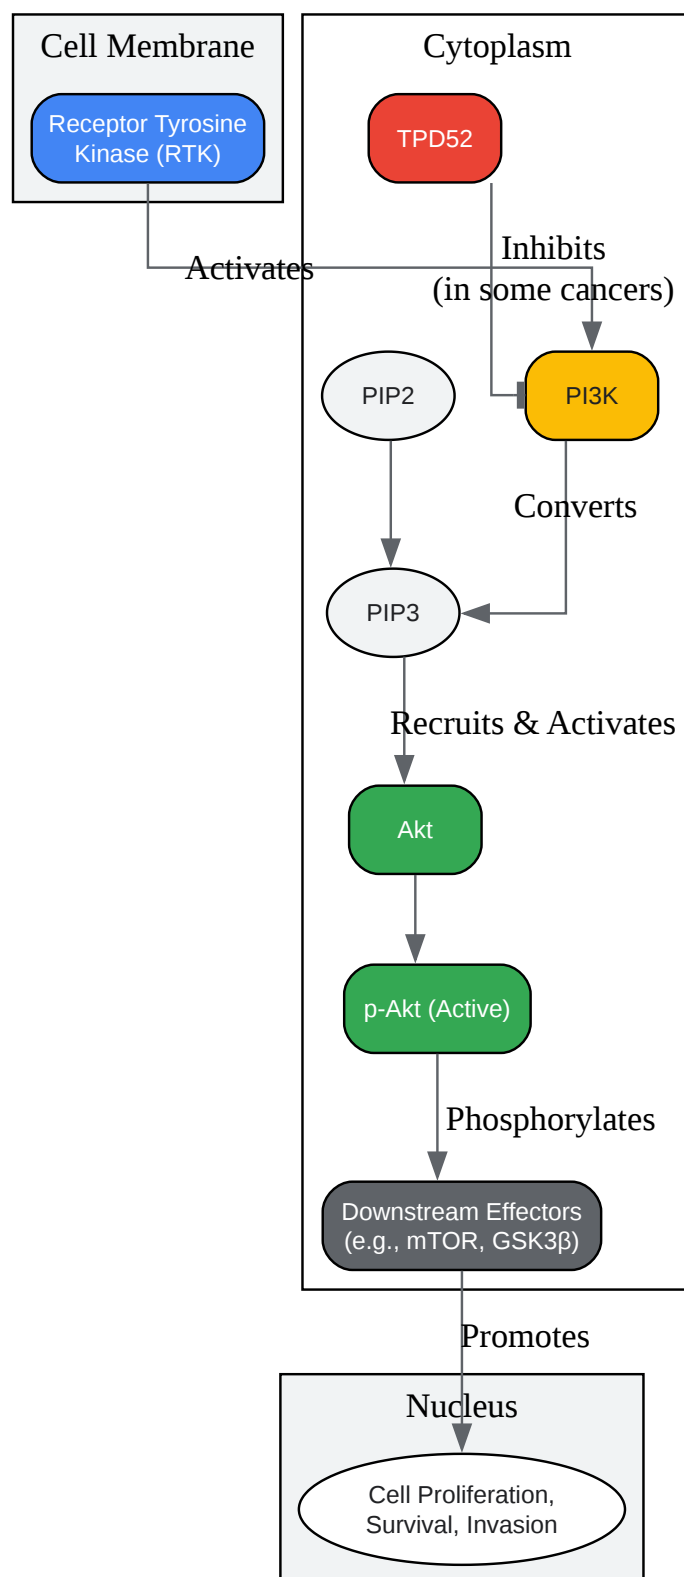 Cell Membrane
Cytoplasm
Receptor Tyrosine
Kinase (RTK)
TPD52
Activates
Inhibits
(in some cancers)
PIP2
PI3K
Converts
PIP3
Recruits & Activates
Akt
p-Akt (Active)
Phosphorylates
Downstream Effectors
(e.g., mTOR, GSK3β)
Promotes
Nucleus
Cell Proliferation,
Survival, Invasion